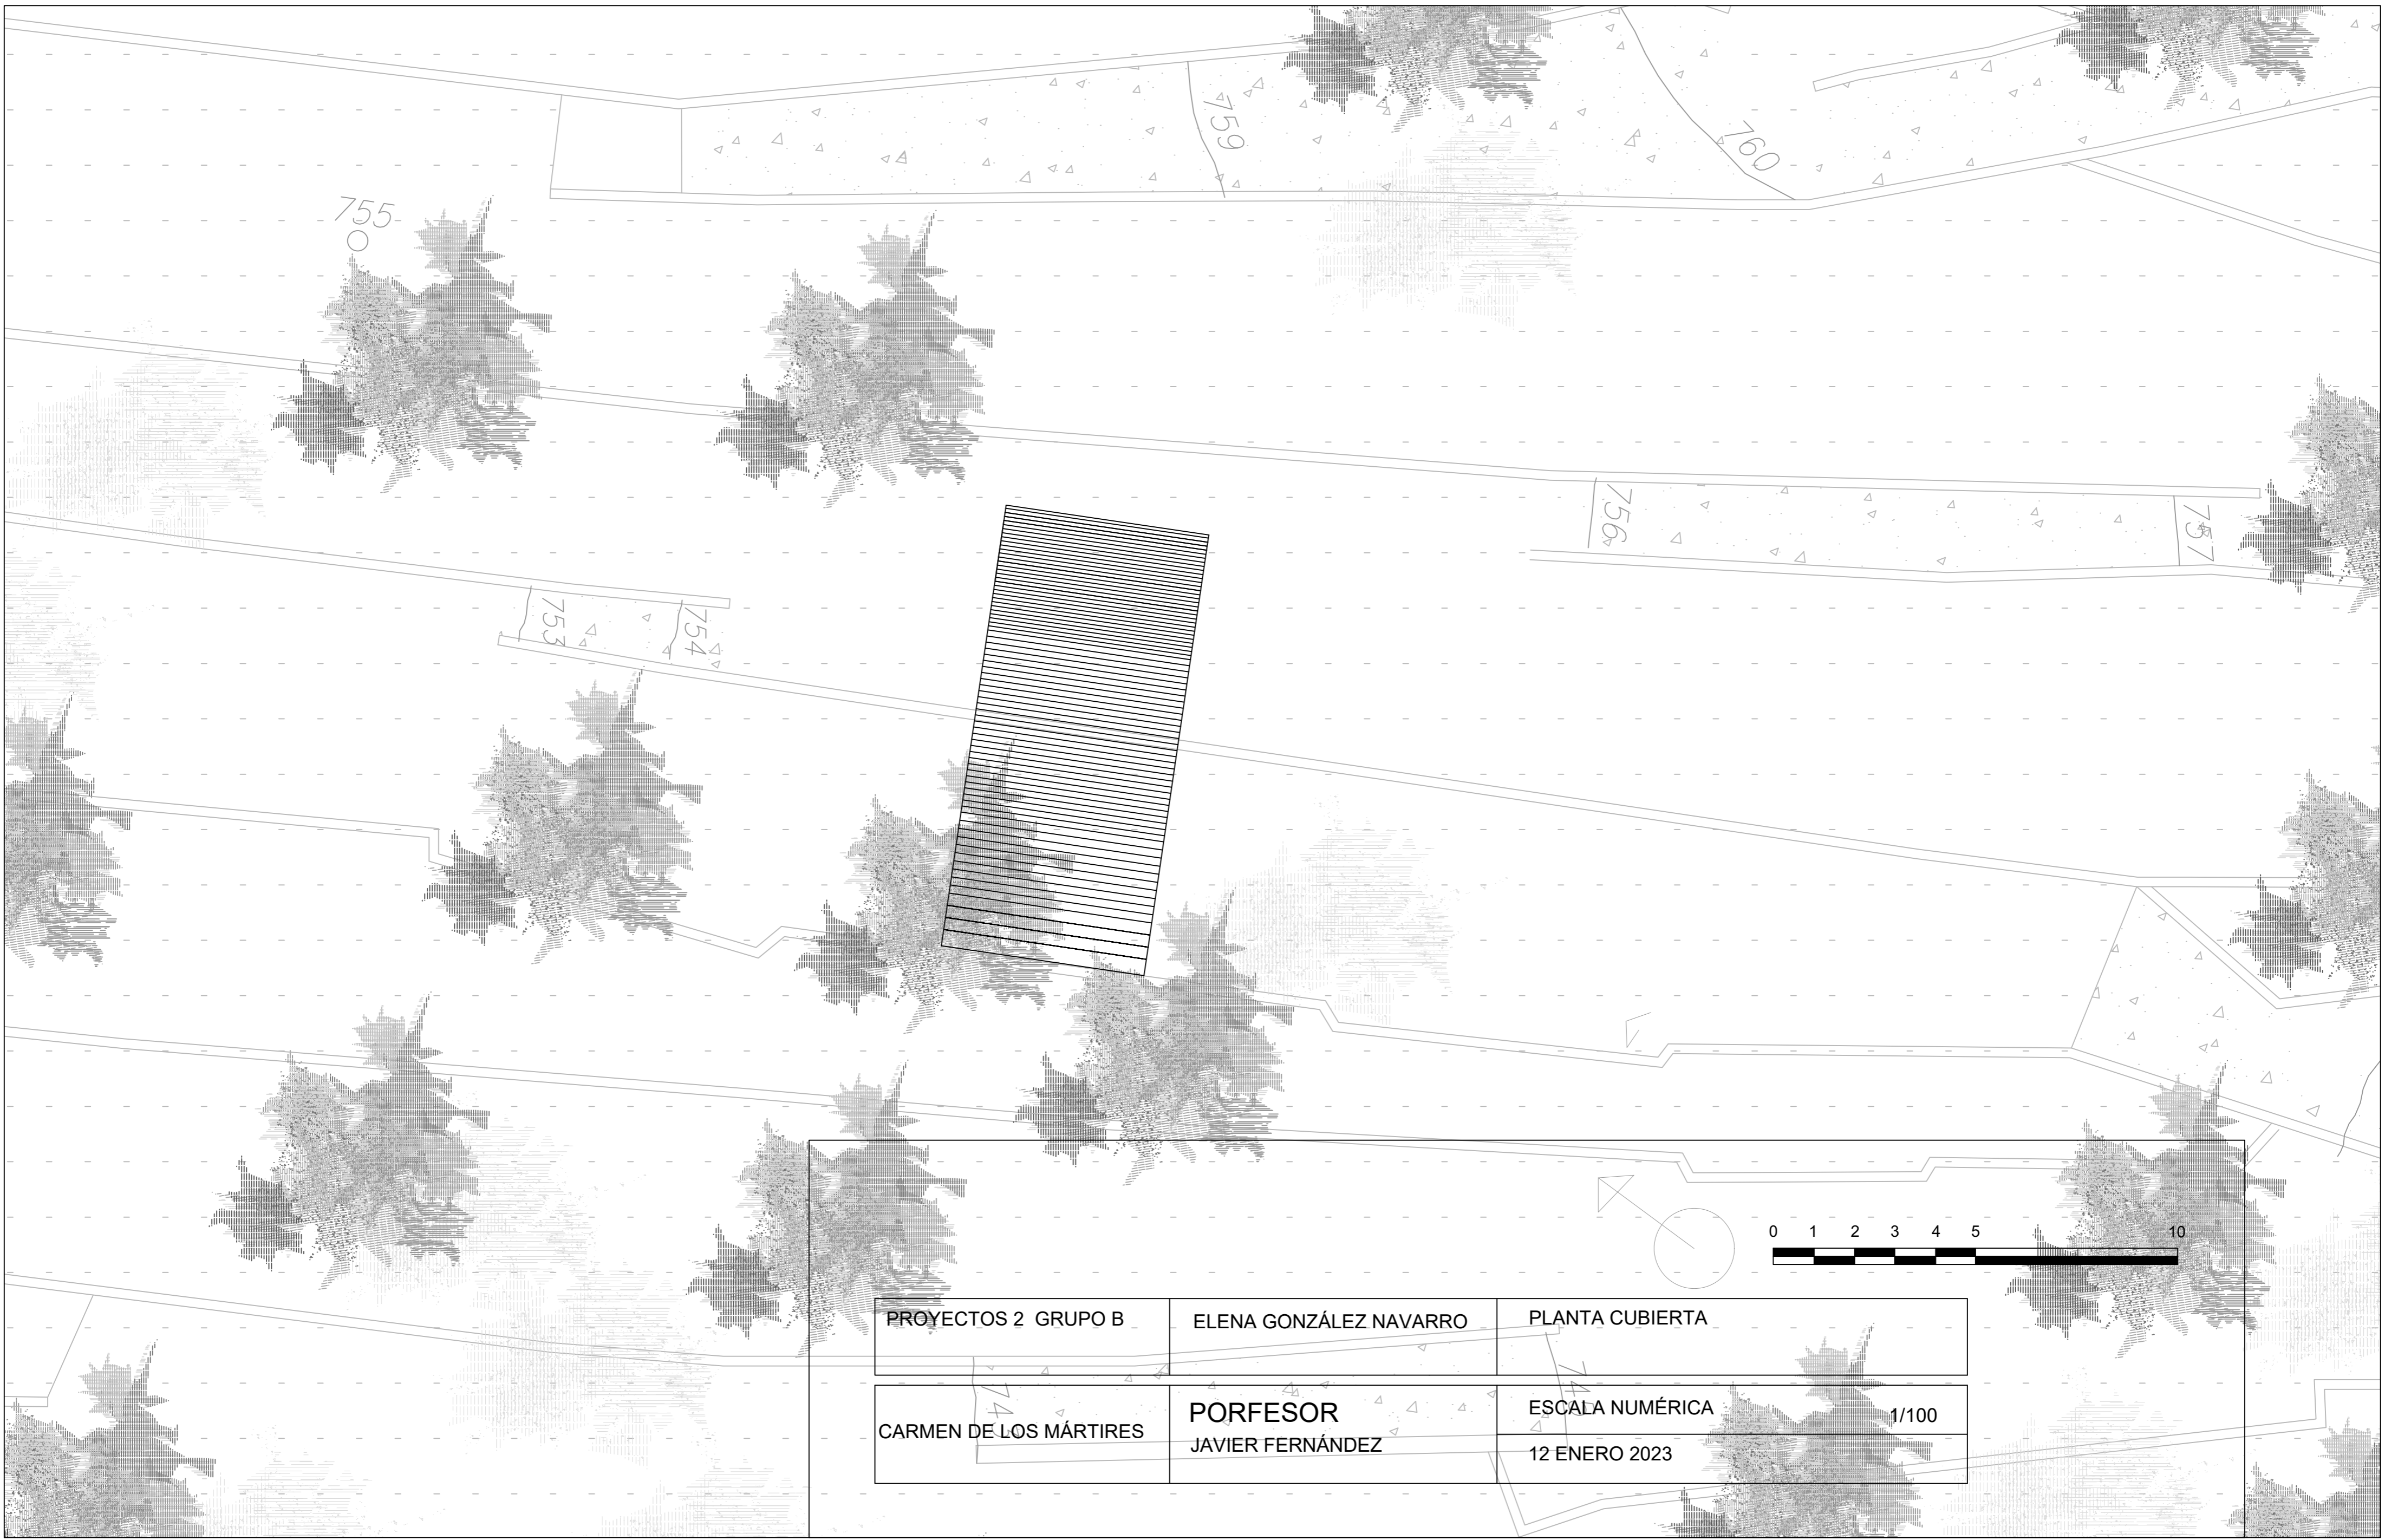 759
760
755
756
757
753
754
0 1 2 3 4 5 10
PROYECTOS 2 GRUPO B
ELENA GONZÁLEZ NAVARRO
PLANTA CUBIERTA
CARMEN DE LOS MÁRTIRES
PORFESOR
JAVIER FERNÁNDEZ
ESCALA NUMÉRICA
1/100
12 ENERO 2023